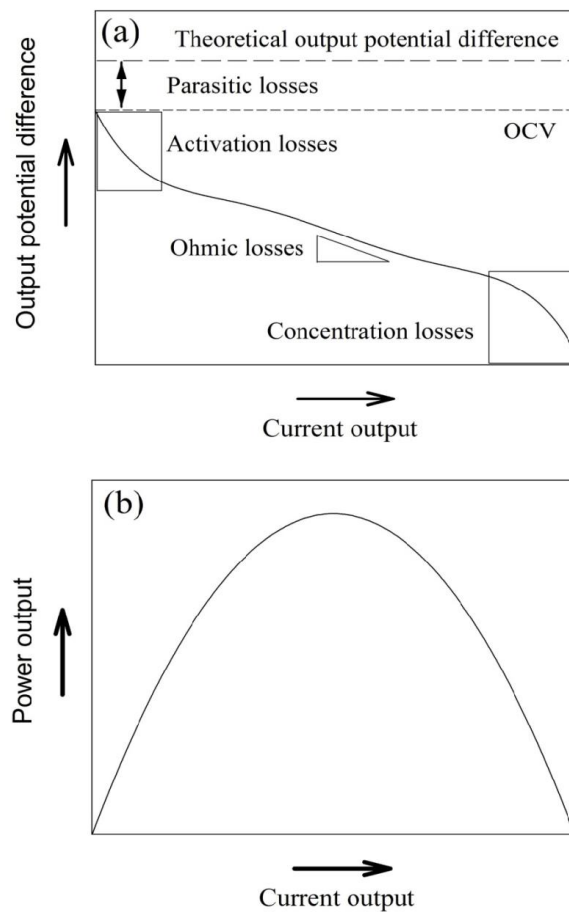 (a)
Theoretical output potential difference
Parasitic losses
OCV
Activation losses
Ohmic losses
Concentration losses
Output potential difference
Current output
(b)
Power output
Current output